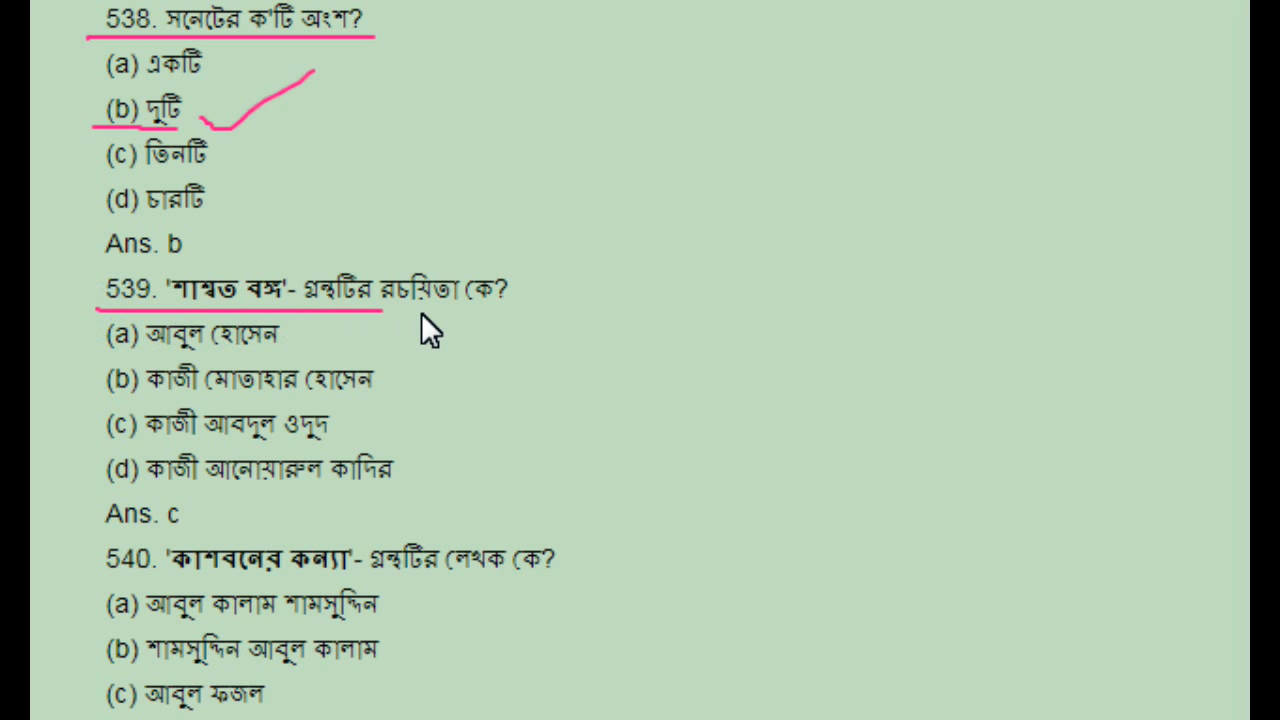 538. সনেটের ক'টি অংশ?
(a) একটি
(b) দুটি
(c) তিনটি
(d) চারটি
Ans. b
539. 'শাশ্বত বঙ্গ'- গ্রন্থটির রচয়িতা কে?
(a) আবুল হোসেন
(b) কাজী মোতাহার হোসেন
(c) কাজী আবদুল ওদুদ
(d) কাজী আনোয়ারুল কাদির
Ans. c
540. 'কাশবনের কন্যা'- গ্রন্থটির লেখক কে?
(a) আবুল কালাম শামসুদ্দিন
(b) শামসুদ্দিন আবুল কালাম
(c) আবুল ফজল